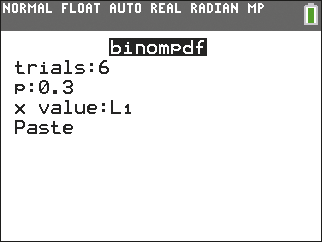 NORMAL FLOAT AUTO REAL RADIAN MP
binompdf
trials:6
p:0.3
x value:L₁
Paste